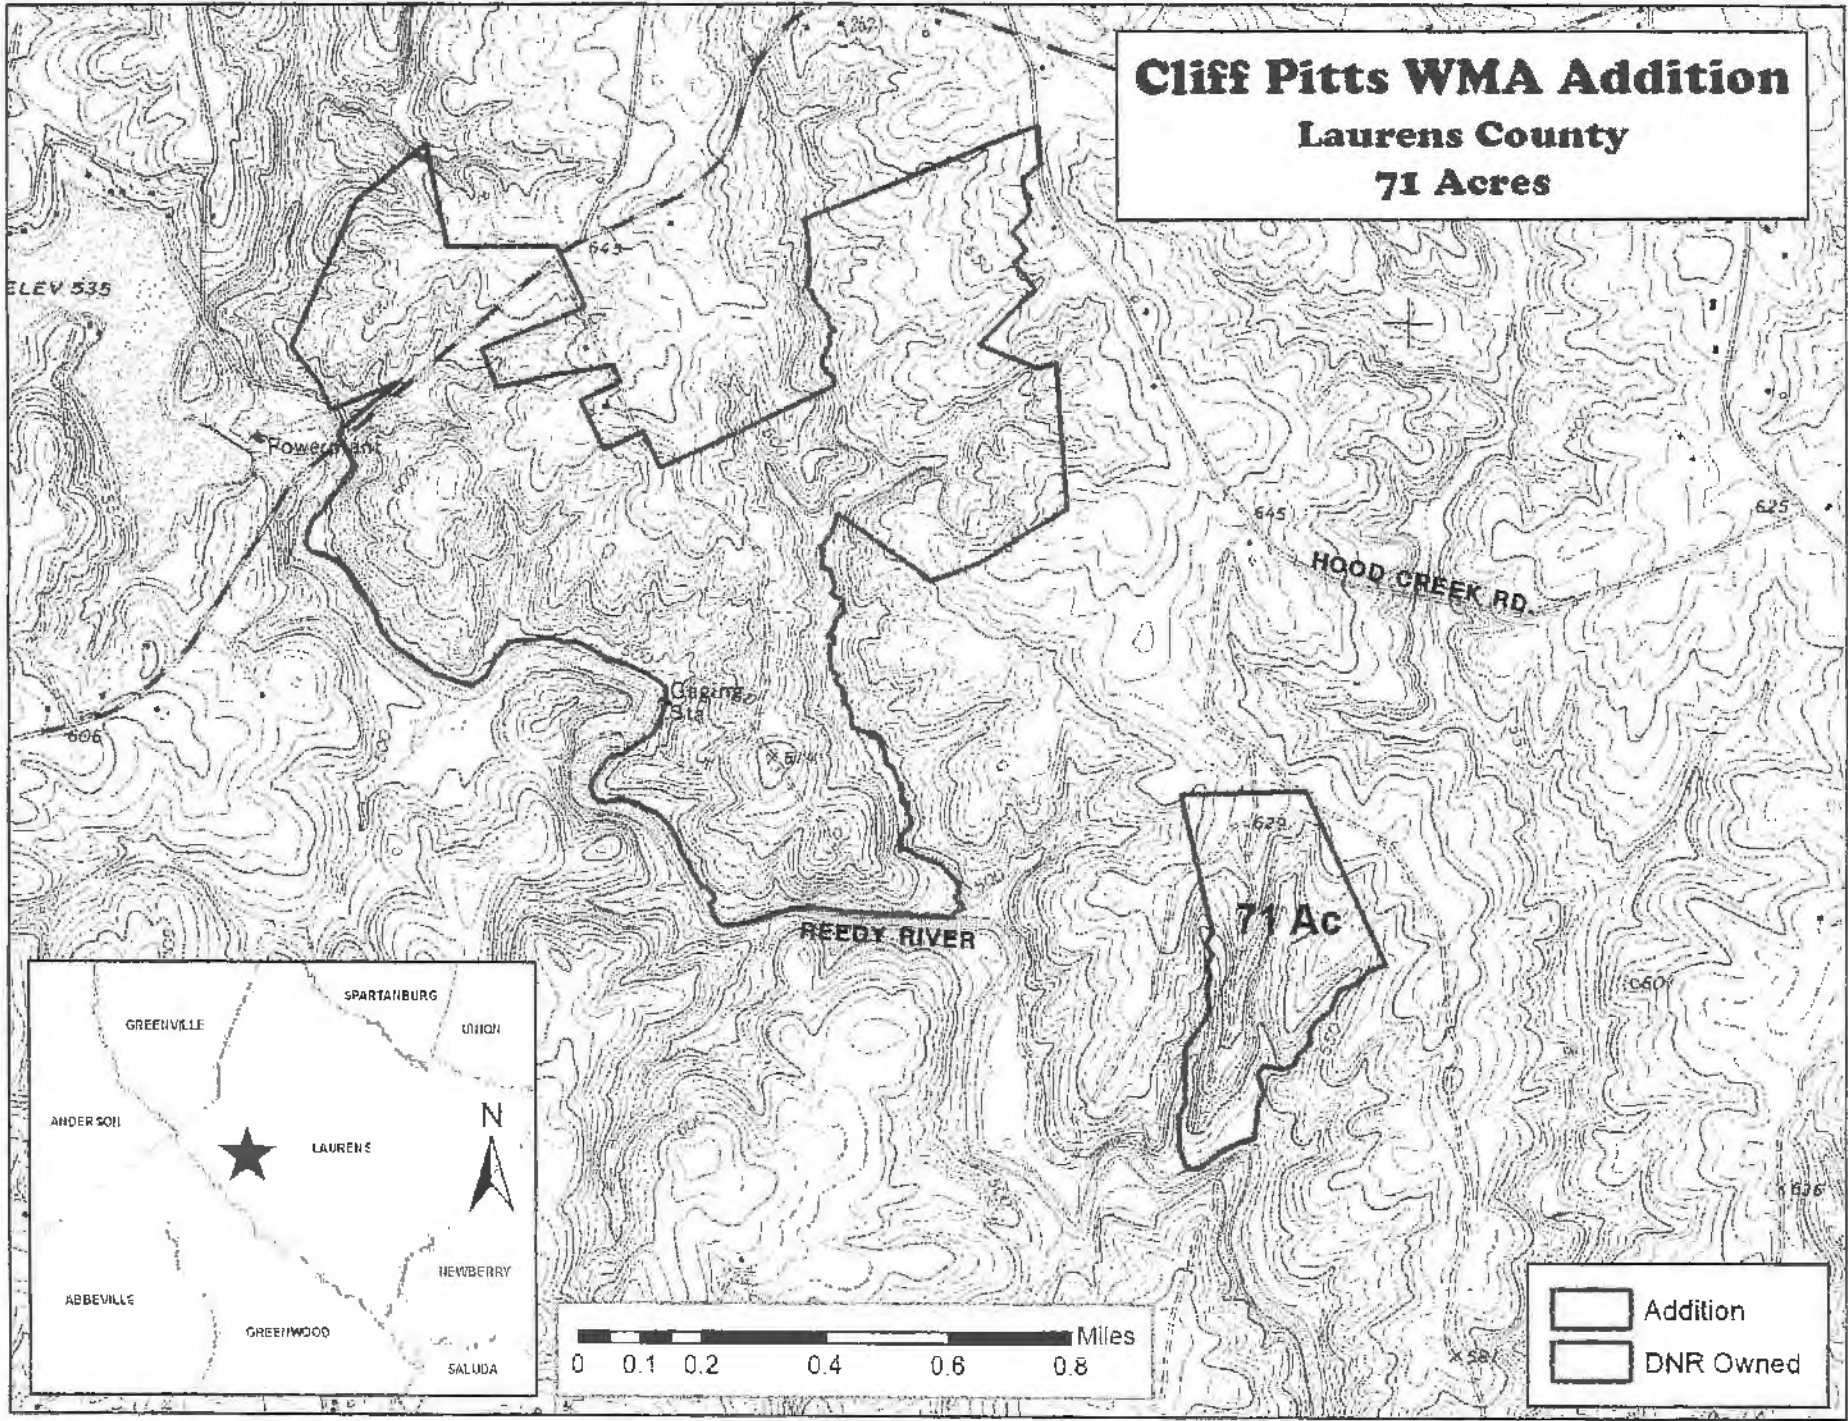 Cliff Pitts WMA Addition
Laurens County
71 Acres
ELEV 535
643
Powerplant
645
625
HOOD CREEK RD.
Gaging
Sta
606
629
71 Ac
REEDY RIVER
GREENVILLE
SPARTANBURG
UNION
ANDERSON
LAURENS
N
NEWBERRY
ABBEVILLE
GREENWOOD
SALUDA
Miles
0 0.1 0.2 0.4 0.6 0.8
Addition
DNR Owned
581